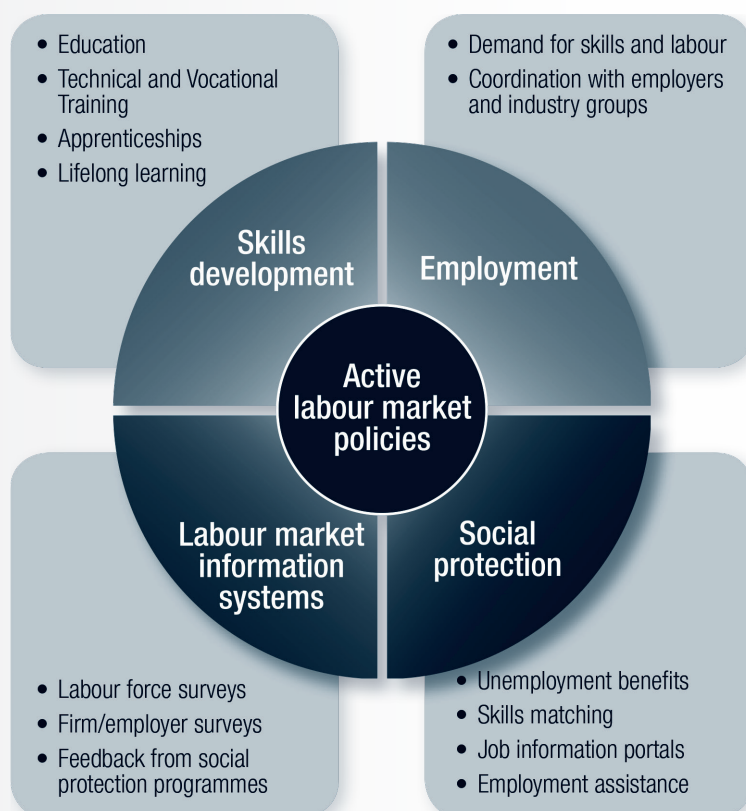 • Education
• Technical and Vocational
Training
• Apprenticeships
• Lifelong learning
• Demand for skills and labour
• Coordination with employers
and industry groups
Skills
development
Employment
Active
labour market
policies
Labour market
information
systems
Social
protection
• Labour force surveys
• Firm/employer surveys
• Feedback from social
protection programmes
• Unemployment benefits
• Skills matching
• Job information portals
• Employment assistance